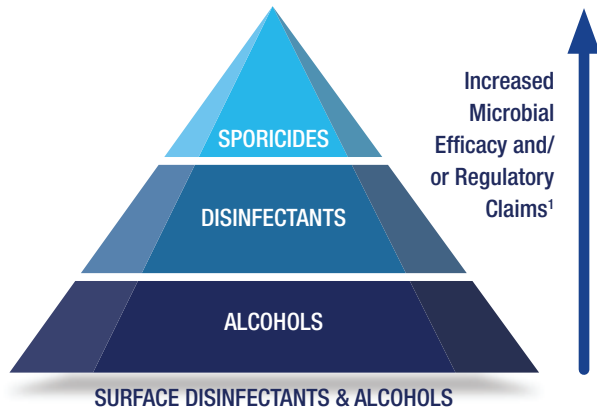 SPORICIDES
DISINFECTANTS
ALCOHOLS
SURFACE DISINFECTANTS & ALCOHOLS
Increased
Microbial
Efficacy and/
or Regulatory
Claims¹